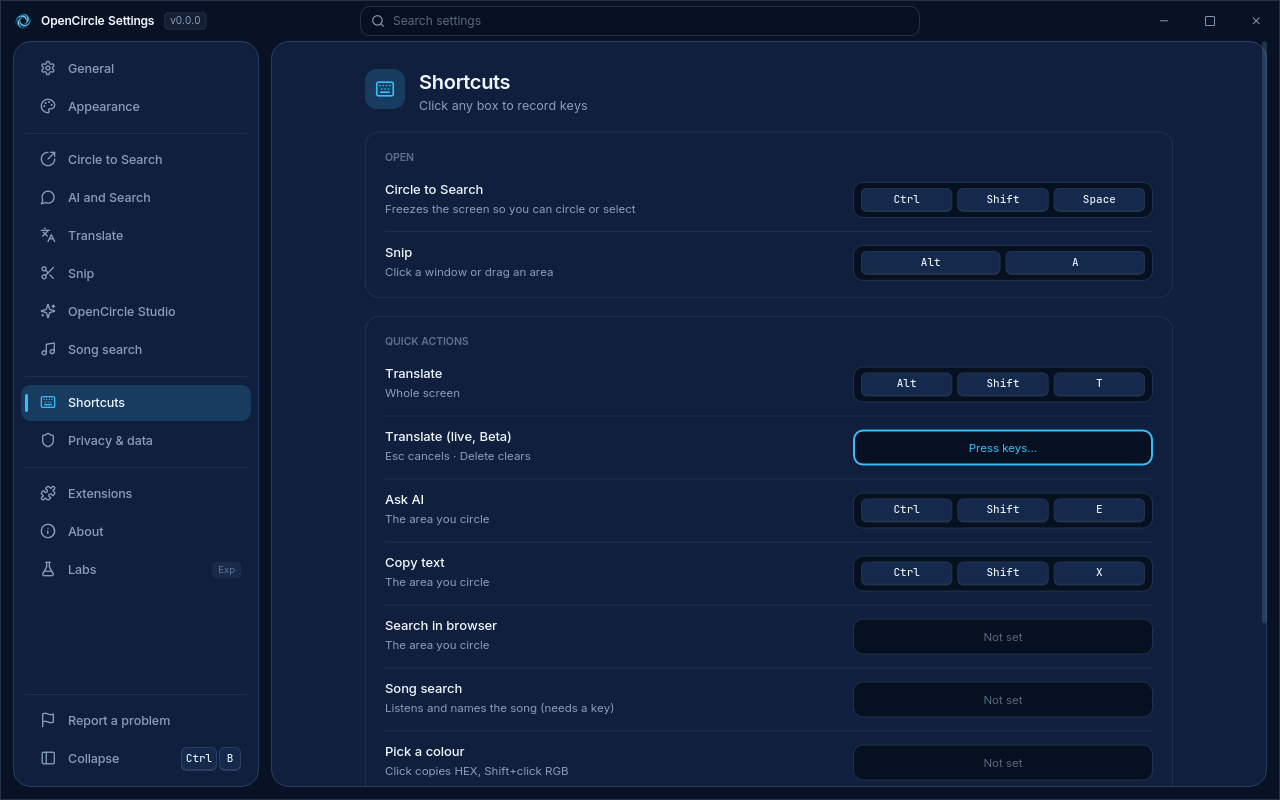 OpenCircle Settings v0.0.0
Search settings
General
Appearance
Circle to Search
AI and Search
Translate
Snip
OpenCircle Studio
Song search
Shortcuts
Privacy & data
Extensions
About
Labs Exp
Report a problem
Collapse Ctrl B
Shortcuts
Click any box to record keys
OPEN
Circle to Search
Freezes the screen so you can circle or select
Ctrl Shift Space
Snip
Click a window or drag an area
Alt A
QUICK ACTIONS
Translate
Whole screen
Alt Shift T
Translate (live, Beta)
Esc cancels · Delete clears
Press keys...
Ask AI
The area you circle
Ctrl Shift E
Copy text
The area you circle
Ctrl Shift X
Search in browser
The area you circle
Not set
Song search
Listens and names the song (needs a key)
Not set
Pick a colour
Click copies HEX, Shift+click RGB
Not set